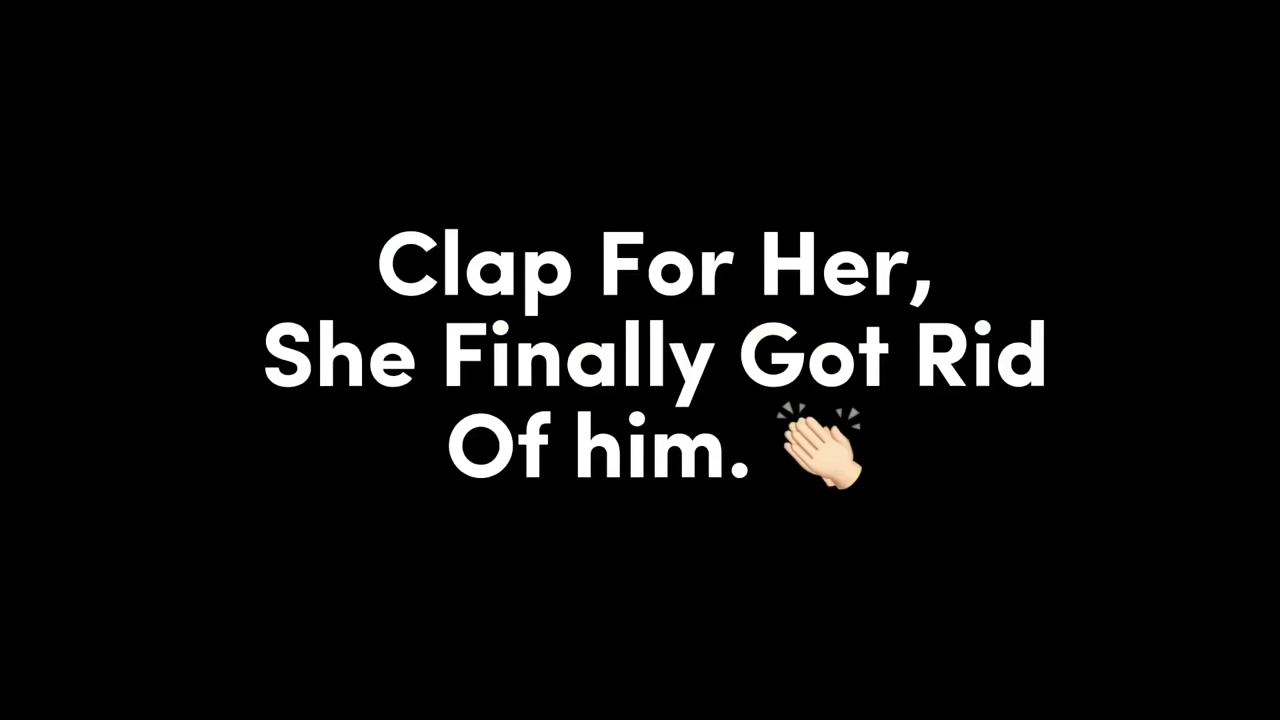 Clap For Her,
She Finally Got Rid
Of him. 👏🏻